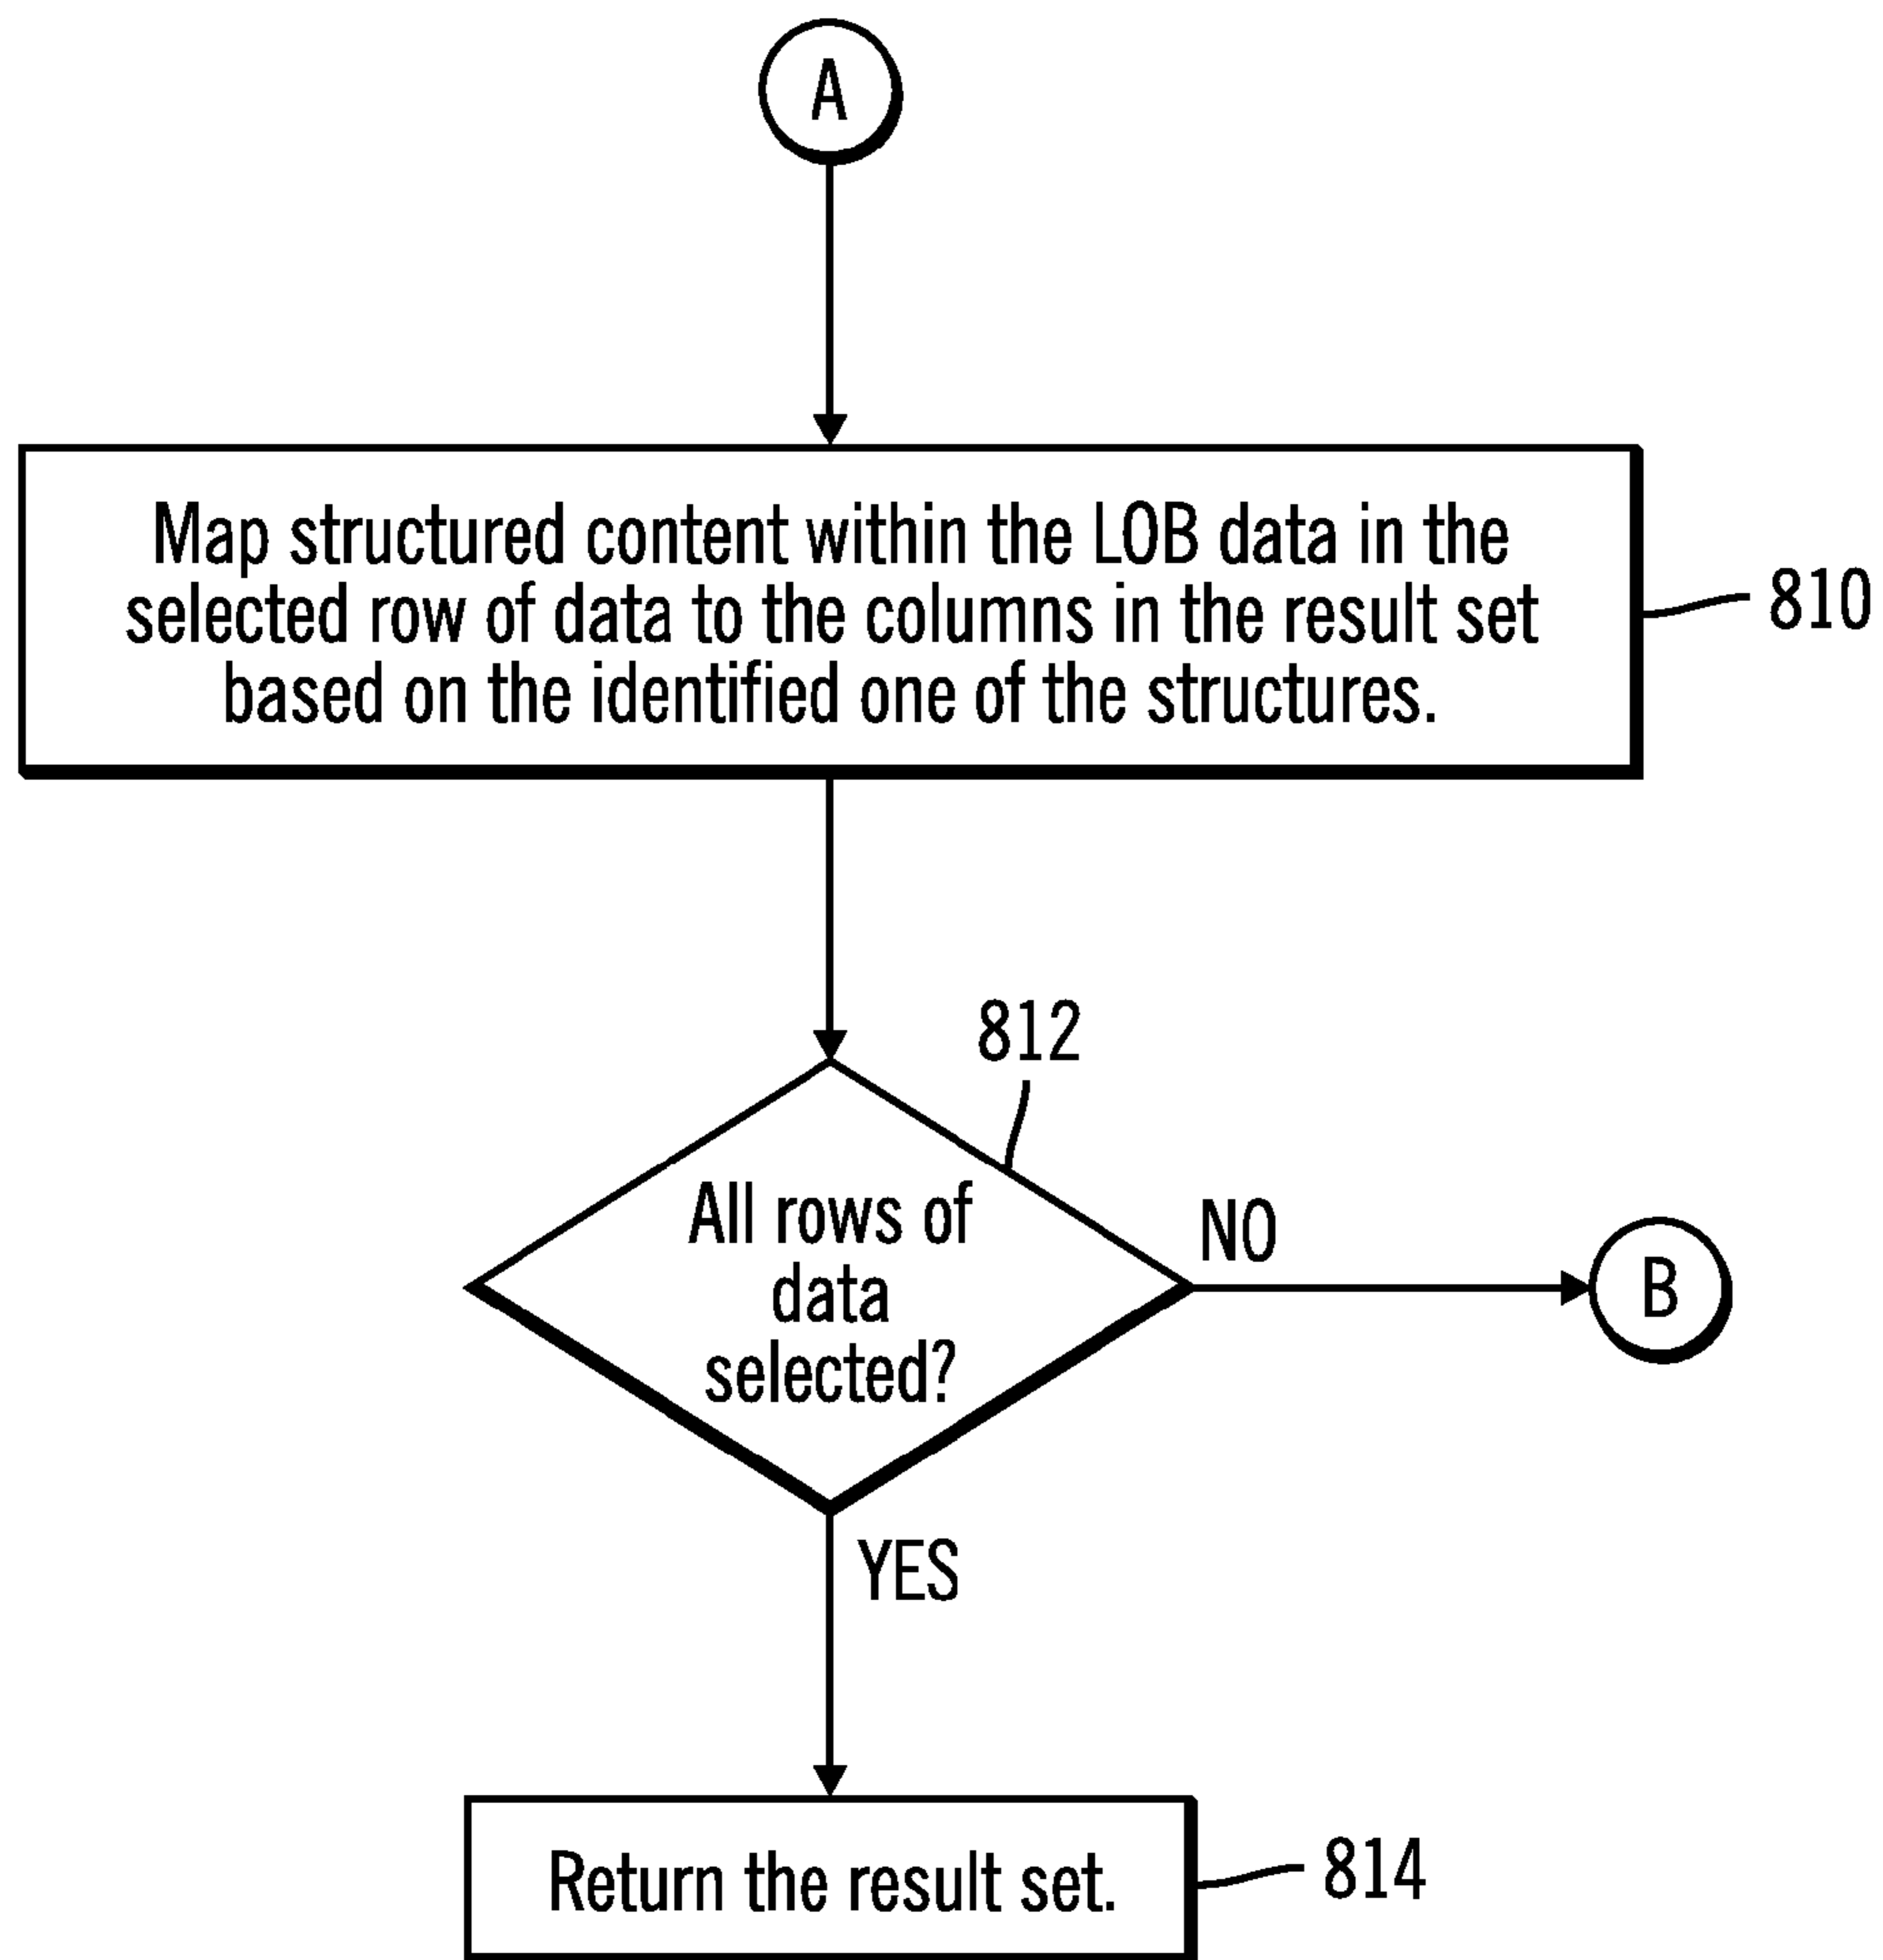 A
Map structured content within the LOB data in the
selected row of data to the columns in the result set
based on the identified one of the structures.
810
812
All rows of
data
selected?
NO
B
YES
Return the result set.
814